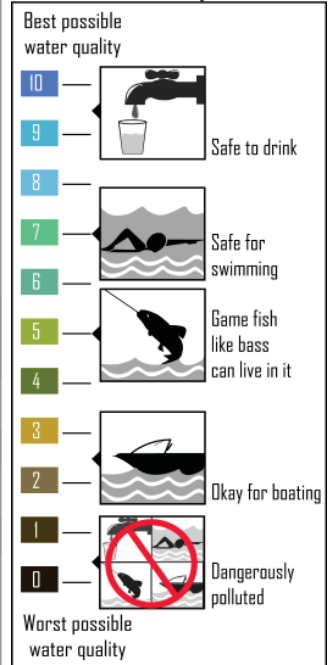 Best possible
water quality
10
9
Safe to drink
8
7
Safe for
swimming
6
5
Game fish
like bass
can live in it
4
3
2
Okay for boating
1
0
Dangerously
polluted
Worst possible
water quality